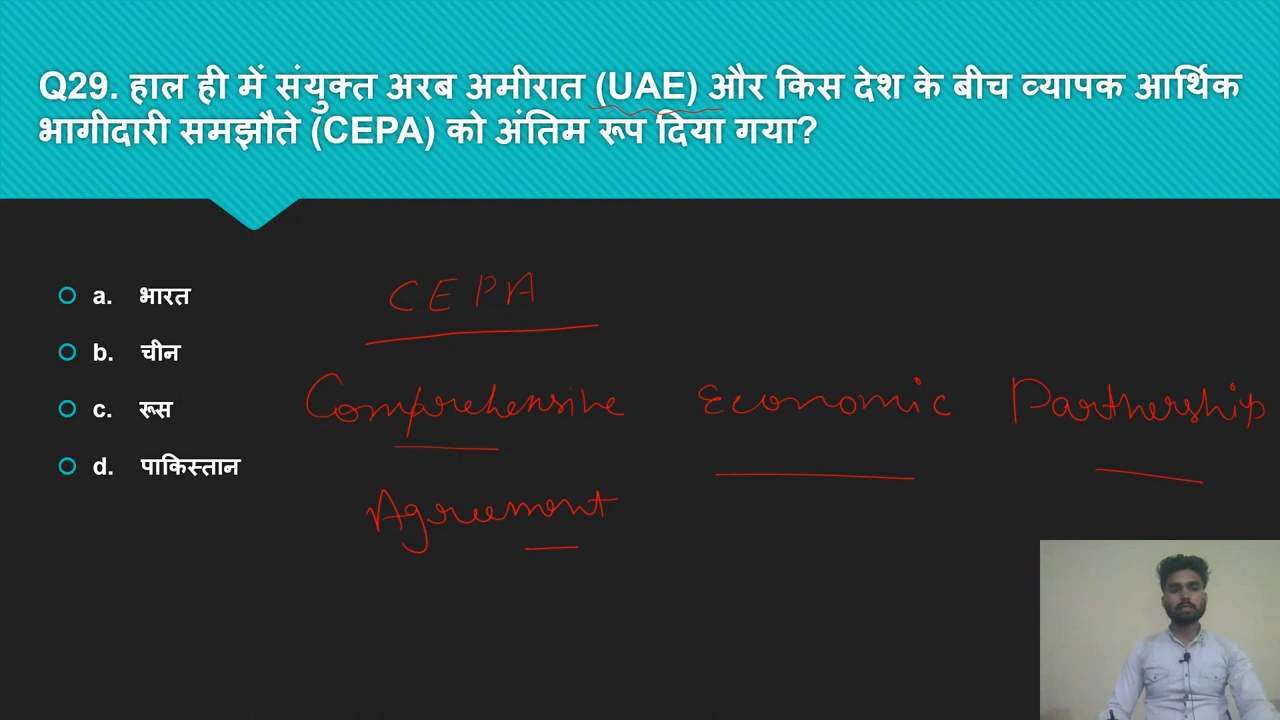 Q29. हाल ही में संयुक्त अरब अमीरात (UAE) और किस देश के बीच व्यापक आर्थिक
भागीदारी समझौते (CEPA) को अंतिम रूप दिया गया?
a. भारत
b. चीन
c. रूस
d. पाकिस्तान
CEPA
Comprehensive Economic Partnership
Agreement